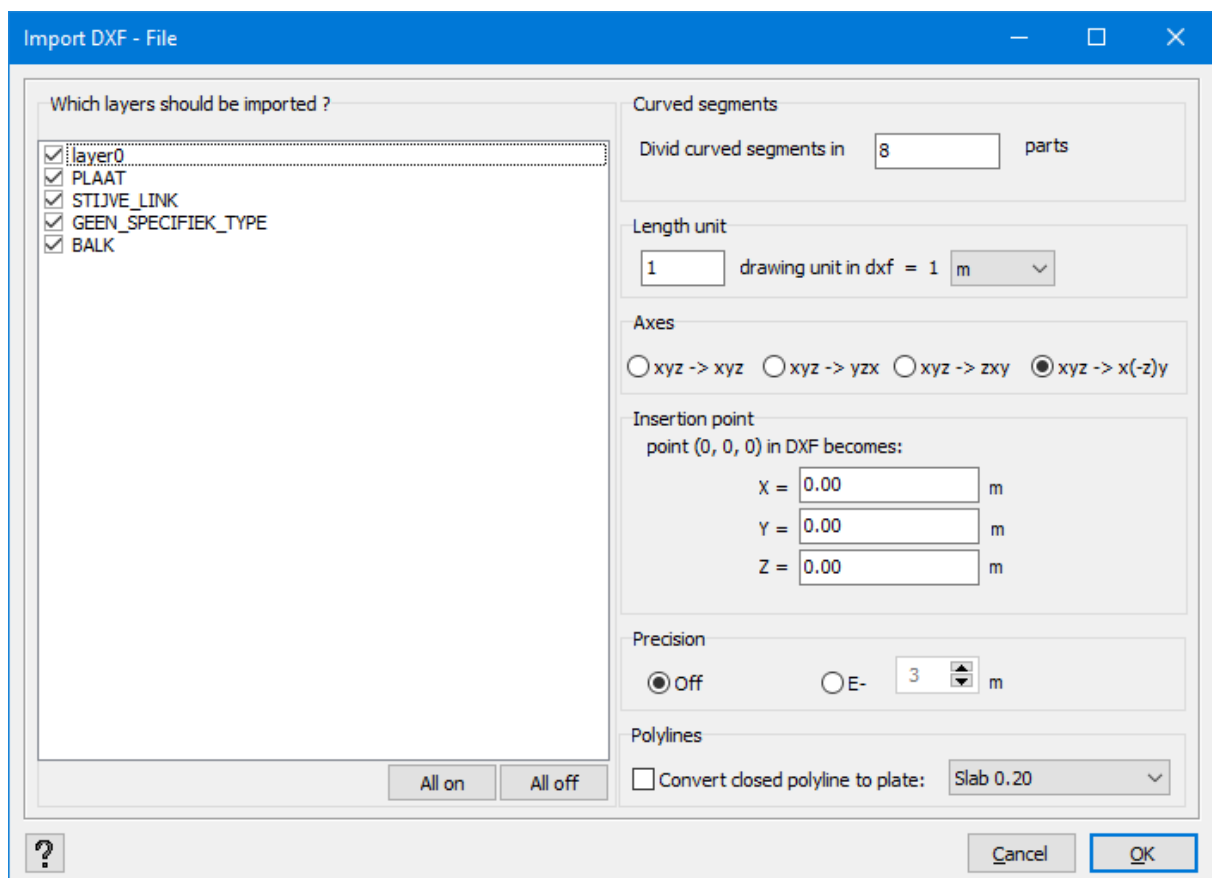 Import DXF - File
Which layers should be imported ?
layer0
PLAAT
STIJVE_LINK
GEEN_SPECIFIEK_TYPE
BALK
All on All off
Curved segments
Divid curved segments in 8 parts
Length unit
1 drawing unit in dxf = 1 m
Axes
xyz -> xyz xyz -> yzx xyz -> zxy xyz -> x(-z)y
Insertion point
point (0, 0, 0) in DXF becomes:
X = 0.00 m
Y = 0.00 m
Z = 0.00 m
Precision
Off E- 3 m
Polylines
Convert closed polyline to plate: Slab 0.20
? Cancel OK